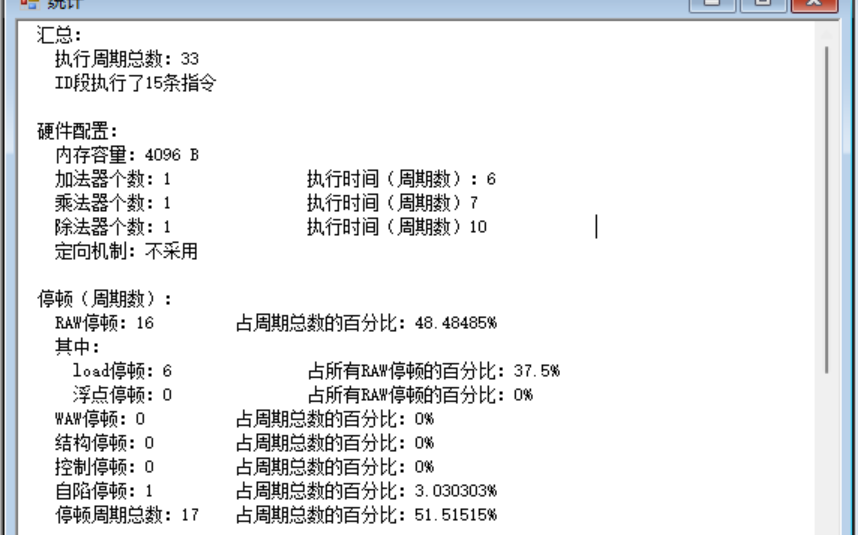 统计
汇总:
执行周期总数: 33
ID段执行了15条指令
硬件配置:
内存容量: 4096 B
加法器个数: 1 执行时间（周期数）: 6
乘法器个数: 1 执行时间（周期数）7
除法器个数: 1 执行时间（周期数）10
定向机制: 不采用
停顿（周期数）:
RAW停顿: 16 占周期总数的百分比: 48.48485%
其中:
load停顿: 6 占所有RAW停顿的百分比: 37.5%
浮点停顿: 0 占所有RAW停顿的百分比: 0%
WAW停顿: 0 占周期总数的百分比: 0%
结构停顿: 0 占周期总数的百分比: 0%
控制停顿: 0 占周期总数的百分比: 0%
自陷停顿: 1 占周期总数的百分比: 3.030303%
停顿周期总数: 17 占周期总数的百分比: 51.51515%